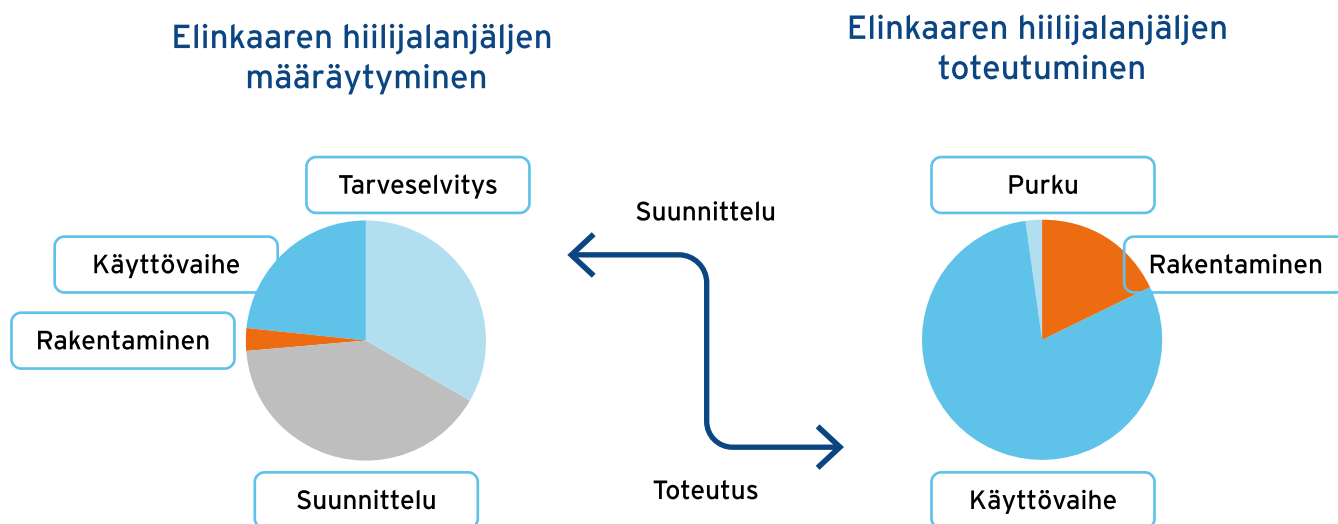 Elinkaaren hiilijalanjäljen
määräytyminen
Elinkaaren hiilijalanjäljen
toteutuminen
Tarveselvitys
Käyttövaihe
Rakentaminen
Suunnittelu
Suunnittelu
Toteutus
Purku
Rakentaminen
Käyttövaihe